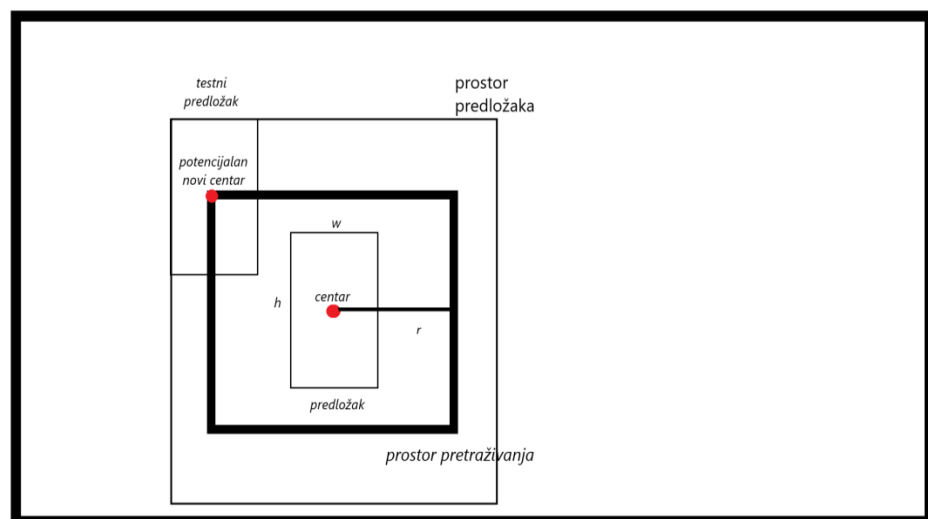 testni
predložak
prostor
predložaka
potencijalan
novi centar
w
h
centar
r
predložak
prostor pretraživanja